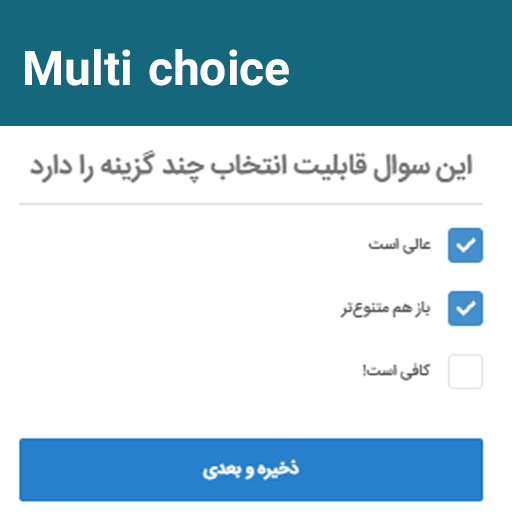 Multi choice
این سوال قابلیت انتخاب چند گزینه را دارد
عالی است
باز هم متنوع‌تر
کافی است!
ذخیره و بعدی